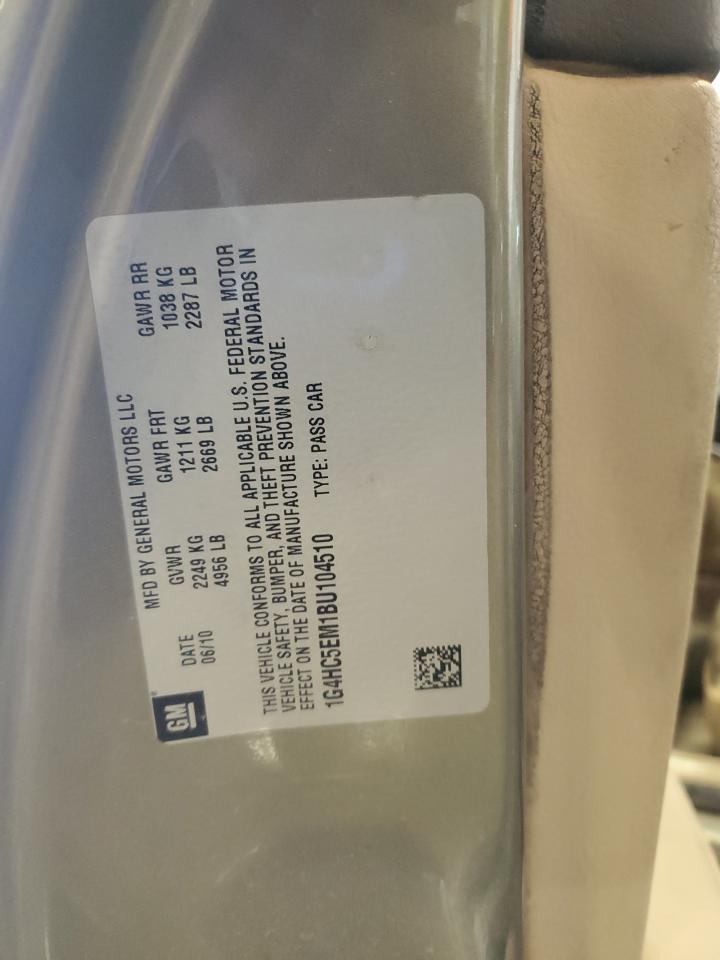 GM
MFD BY GENERAL MOTORS LLC
DATE GVWR GAWR FRT GAWR RR
06/10 2249 KG 1211 KG 1038 KG
4956 LB 2669 LB 2287 LB
THIS VEHICLE CONFORMS TO ALL APPLICABLE U.S. FEDERAL MOTOR
VEHICLE SAFETY, BUMPER, AND THEFT PREVENTION STANDARDS IN
EFFECT ON THE DATE OF MANUFACTURE SHOWN ABOVE.
1G4HC5EM1BU104510 TYPE: PASS CAR